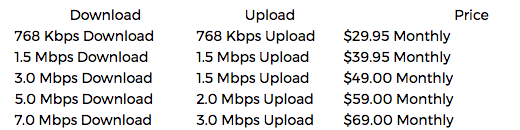 Download Upload Price
768 Kbps Download 768 Kbps Upload $29.95 Monthly
1.5 Mbps Download 1.5 Mbps Upload $39.95 Monthly
3.0 Mbps Download 1.5 Mbps Upload $49.00 Monthly
5.0 Mbps Download 2.0 Mbps Upload $59.00 Monthly
7.0 Mbps Download 3.0 Mbps Upload $69.00 Monthly